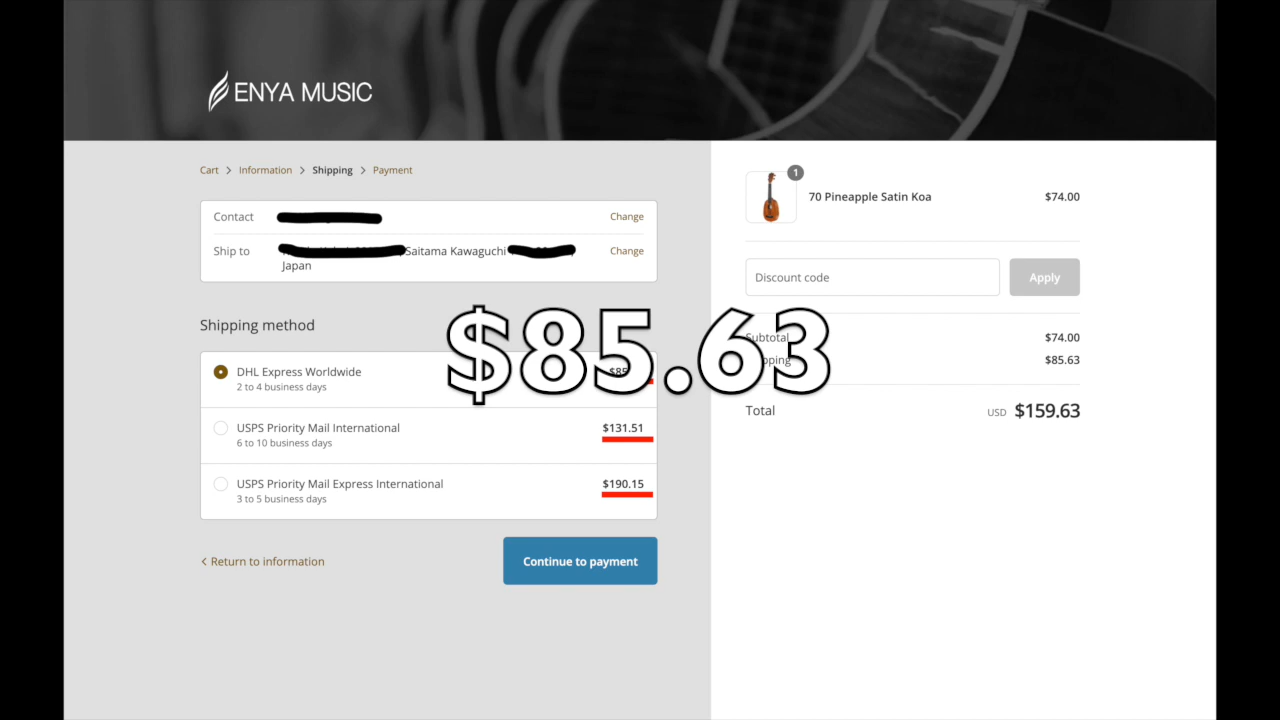 ENYA MUSIC
Cart > Information > Shipping > Payment
Contact Change
Ship to Saitama Kawaguchi Change
Japan
Shipping method
DHL Express Worldwide
2 to 4 business days
USPS Priority Mail International $131.51
6 to 10 business days
USPS Priority Mail Express International $190.15
3 to 5 business days
< Return to information
Continue to payment
$85.63
1
70 Pineapple Satin Koa $74.00
Discount code Apply
Subtotal $74.00
$85.63
Total USD $159.63